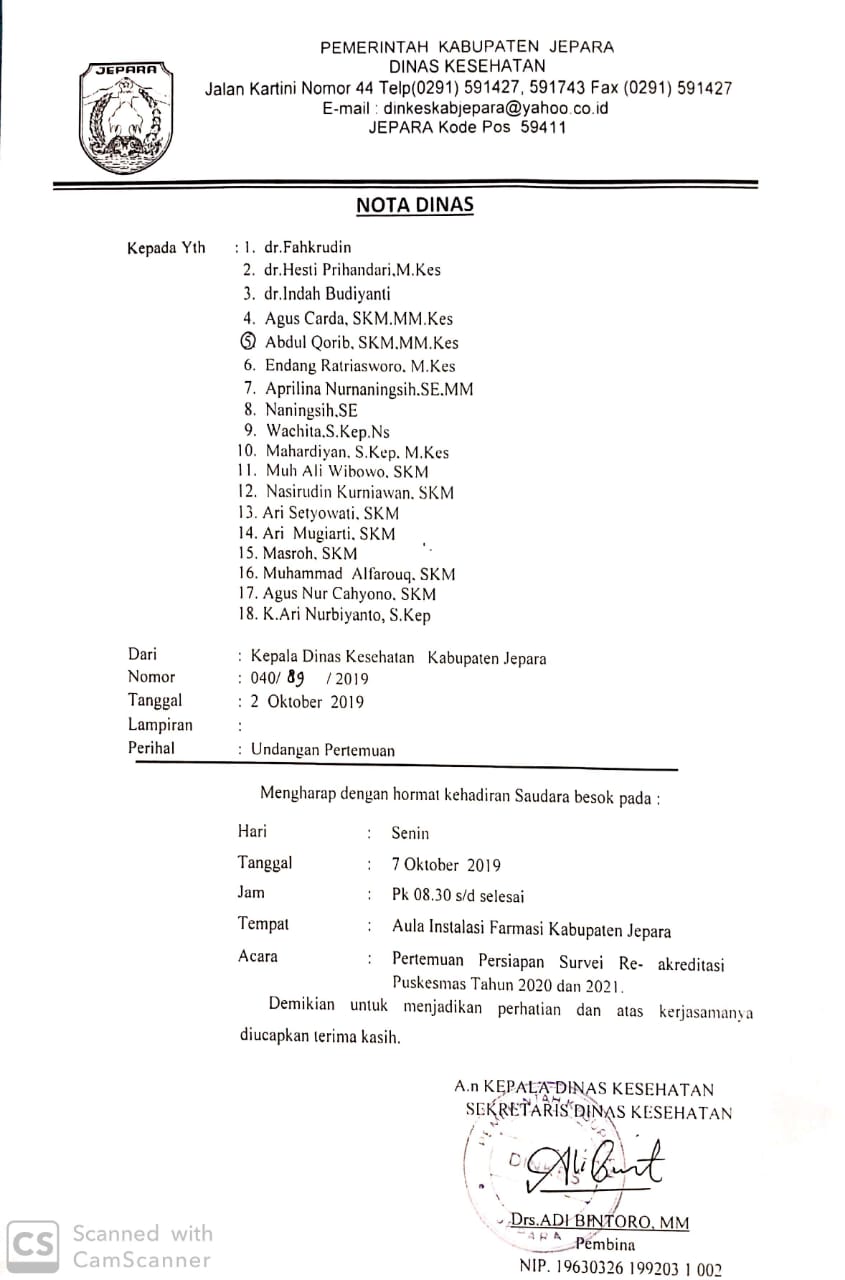 PEMERINTAH KABUPATEN JEPARA
DINAS KESEHATAN
Jalan Kartini Nomor 44 Telp(0291) 591427, 591743 Fax (0291) 591427
E-mail : dinkeskabjepara@yahoo.co.id
JEPARA Kode Pos 59411
JEPARA
NOTA DINAS
Kepada Yth : 1. dr.Fahkrudin
2. dr.Hesti Prihandari,M.Kes
3. dr.Indah Budiyanti
4. Agus Carda, SKM.MM.Kes
5 Abdul Qorib, SKM.MM.Kes
6. Endang Ratriasworo, M.Kes
7. Aprilina Nurnaningsih.SE.MM
8. Naningsih.SE
9. Wachita.S.Kep.Ns
10. Mahardiyan, S.Kep. M.Kes
11. Muh Ali Wibowo, SKM
12. Nasirudin Kurniawan, SKM
13. Ari Setyowati, SKM
14. Ari Mugiarti, SKM
15. Masroh, SKM
16. Muhammad Alfarouq, SKM
17. Agus Nur Cahyono, SKM
18. K.Ari Nurbiyanto, S.Kep
Dari : Kepala Dinas Kesehatan Kabupaten Jepara
Nomor : 040/ 89 / 2019
Tanggal : 2 Oktober 2019
Lampiran :
Perihal : Undangan Pertemuan
Mengharap dengan hormat kehadiran Saudara besok pada :
Hari : Senin
Tanggal : 7 Oktober 2019
Jam : Pk 08.30 s/d selesai
Tempat : Aula Instalasi Farmasi Kabupaten Jepara
Acara : Pertemuan Persiapan Survei Re- akreditasi
Puskesmas Tahun 2020 dan 2021.
Demikian untuk menjadikan perhatian dan atas kerjasamanya
diucapkan terima kasih.
A.n KEPALA DINAS KESEHATAN
SEKRETARIS DINAS KESEHATAN
Drs.ADI BINTORO, MM
Pembina
NIP. 19630326 199203 1 002
CS Scanned with
CamScanner